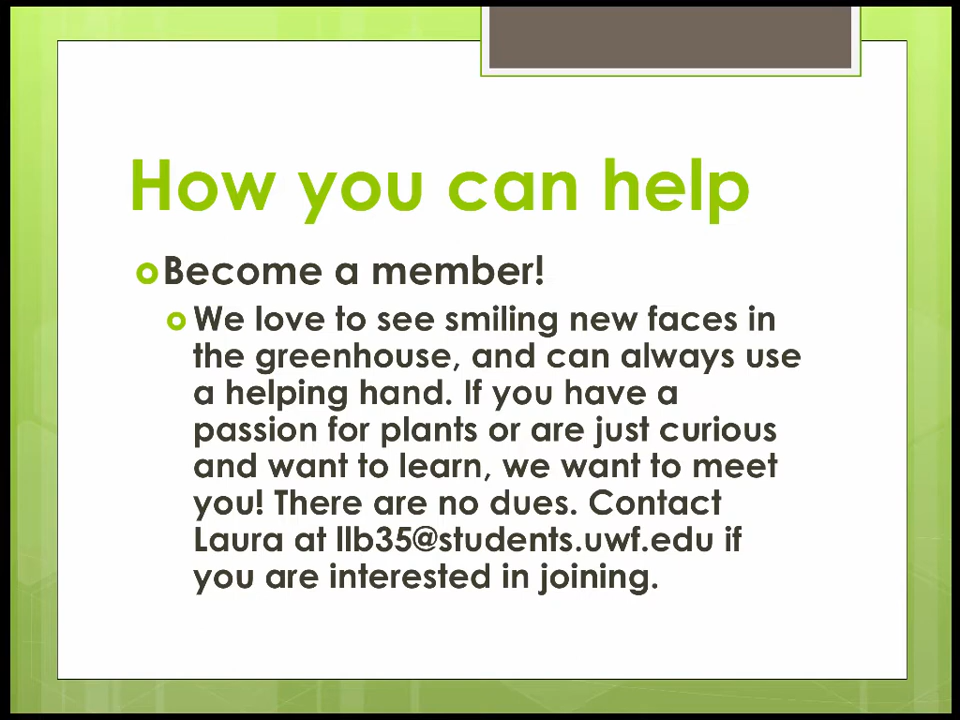 How you can help
Become a member!
We love to see smiling new faces in
the greenhouse, and can always use
a helping hand. If you have a
passion for plants or are just curious
and want to learn, we want to meet
you! There are no dues. Contact
Laura at llb35@students.uwf.edu if
you are interested in joining.